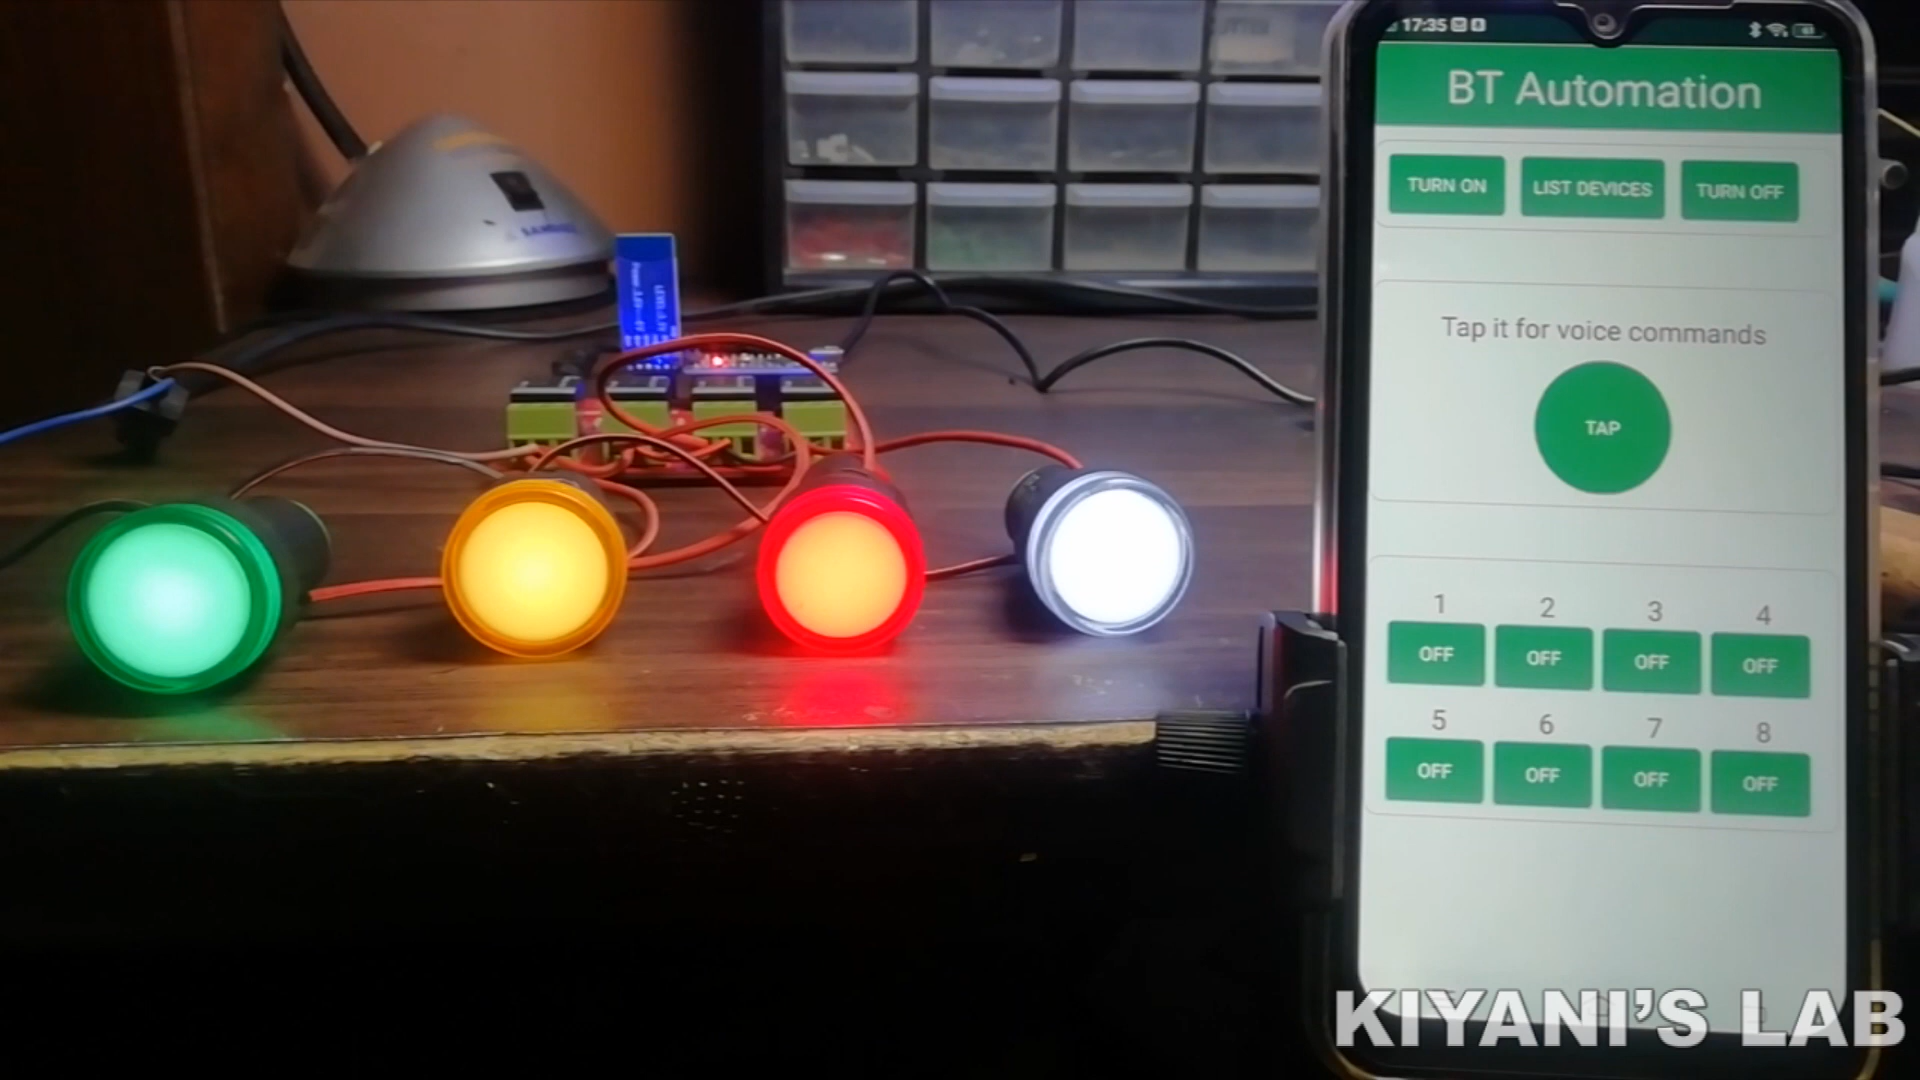 17:35
BT Automation
TURN ON LIST DEVICES TURN OFF
Tap it for voice commands
TAP
1 2 3 4
OFF OFF OFF OFF
5 6 7 8
OFF OFF OFF OFF
KIYANI'S LAB